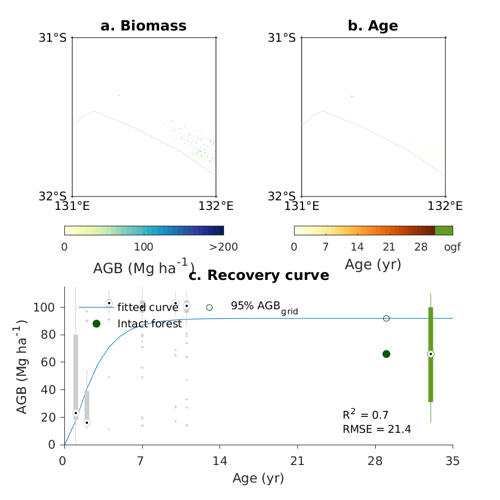 a. Biomass
b. Age
31°S
31°S
32°S
32°S
131°E
132°E
131°E
132°E
0
100
>200
0
7
14
21
28
ogf
AGB (Mg ha⁻¹)
Age (yr)
c. Recovery curve
fitted curve
95% AGB_grid
Intact forest
100
80
60
40
20
0
AGB (Mg ha⁻¹)
R² = 0.7
RMSE = 21.4
0
7
14
21
28
35
Age (yr)